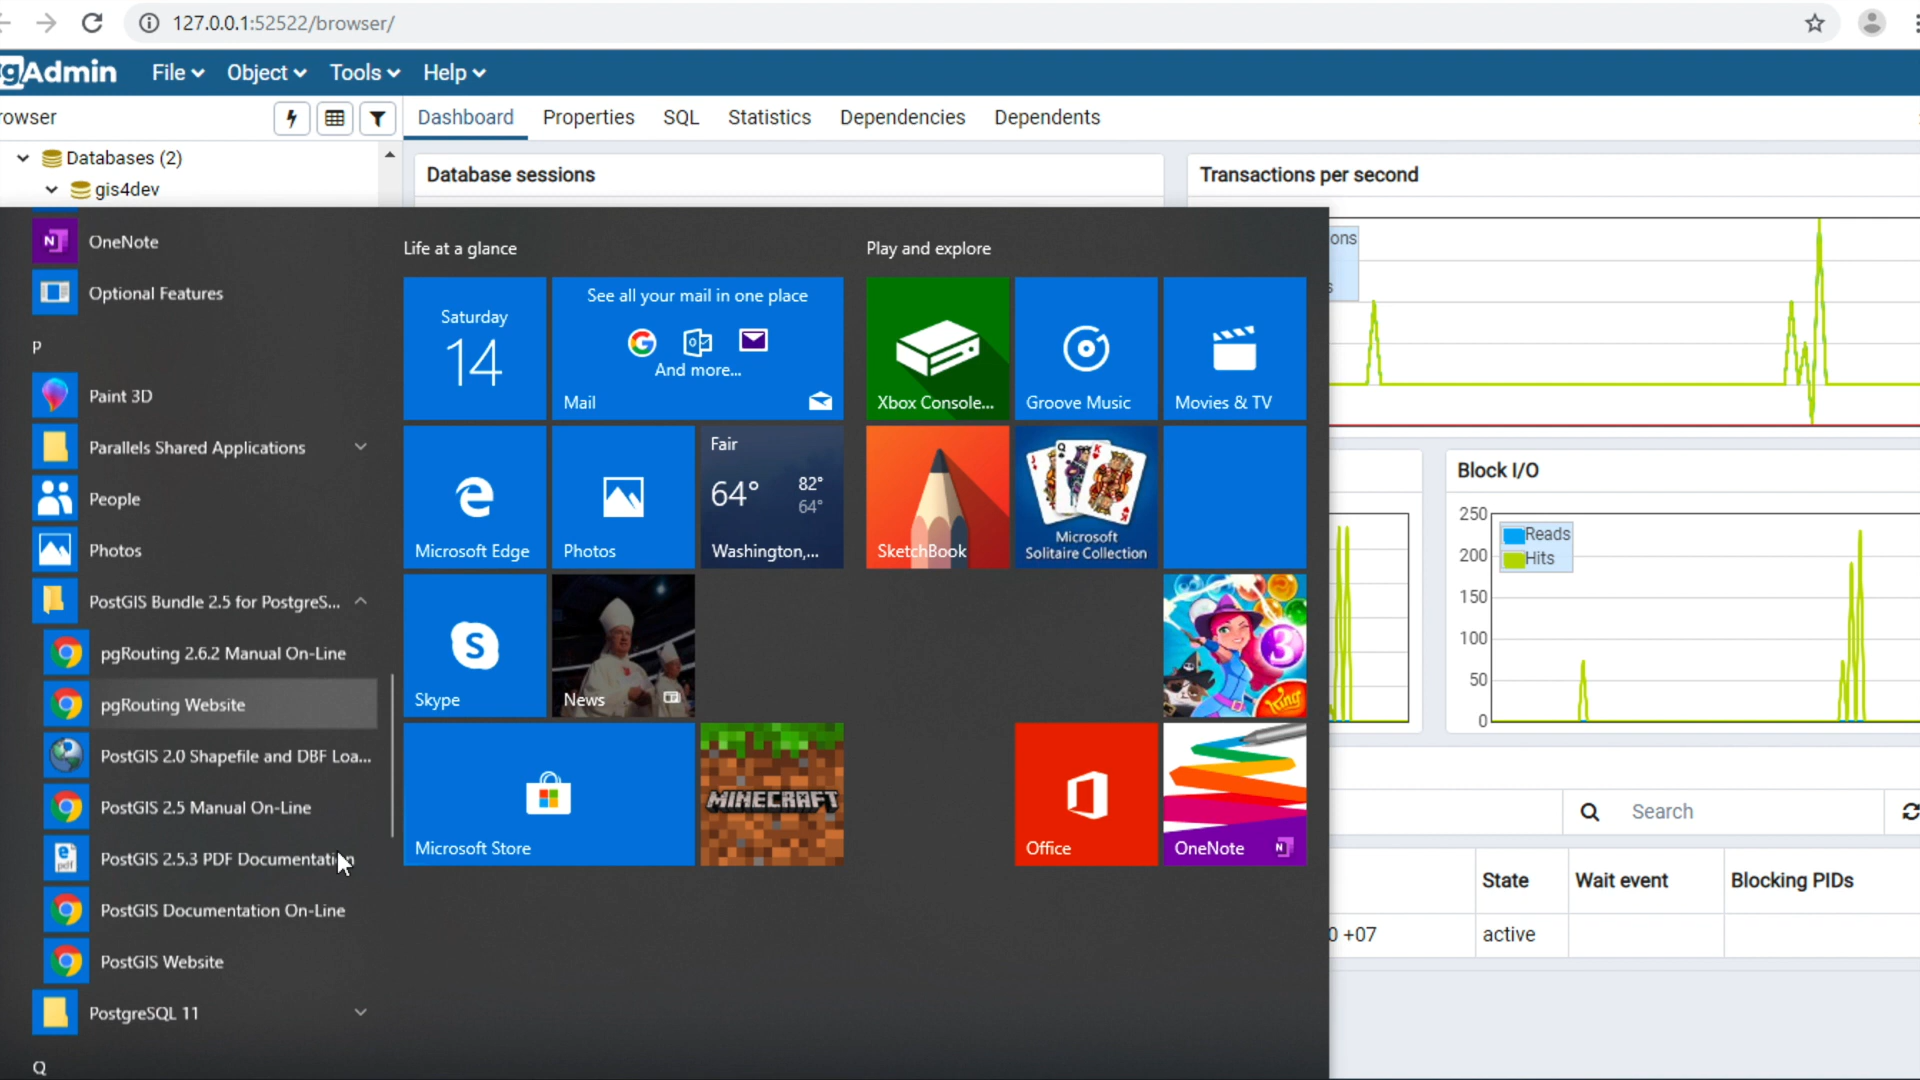 127.0.0.1:52522/browser/
gAdmin File Object Tools Help
rowser
Dashboard Properties SQL Statistics Dependencies Dependents
Databases (2)
gis4dev
Database sessions
Transactions per second
OneNote
Optional Features
P
Paint 3D
Parallels Shared Applications
People
Photos
PostGIS Bundle 2.5 for PostgreS...
pgRouting 2.6.2 Manual On-Line
pgRouting Website
PostGIS 2.0 Shapefile and DBF Loa...
PostGIS 2.5 Manual On-Line
PostGIS 2.5.3 PDF Documentation
PostGIS Documentation On-Line
PostGIS Website
PostgreSQL 11
Q
Life at a glance
Saturday
14
See all your mail in one place
And more...
Mail
Microsoft Edge
Photos
Fair
64° 82°
64°
Washington,...
Skype
News
Microsoft Store
MINECRAFT
Play and explore
Xbox Console...
Groove Music
Movies & TV
SketchBook
Microsoft
Solitaire Collection
3
King
Office
OneNote
ons
s
Block I/O
250
200
150
100
50
0
Reads
Hits
Search
State Wait event Blocking PIDs
0 +07 active